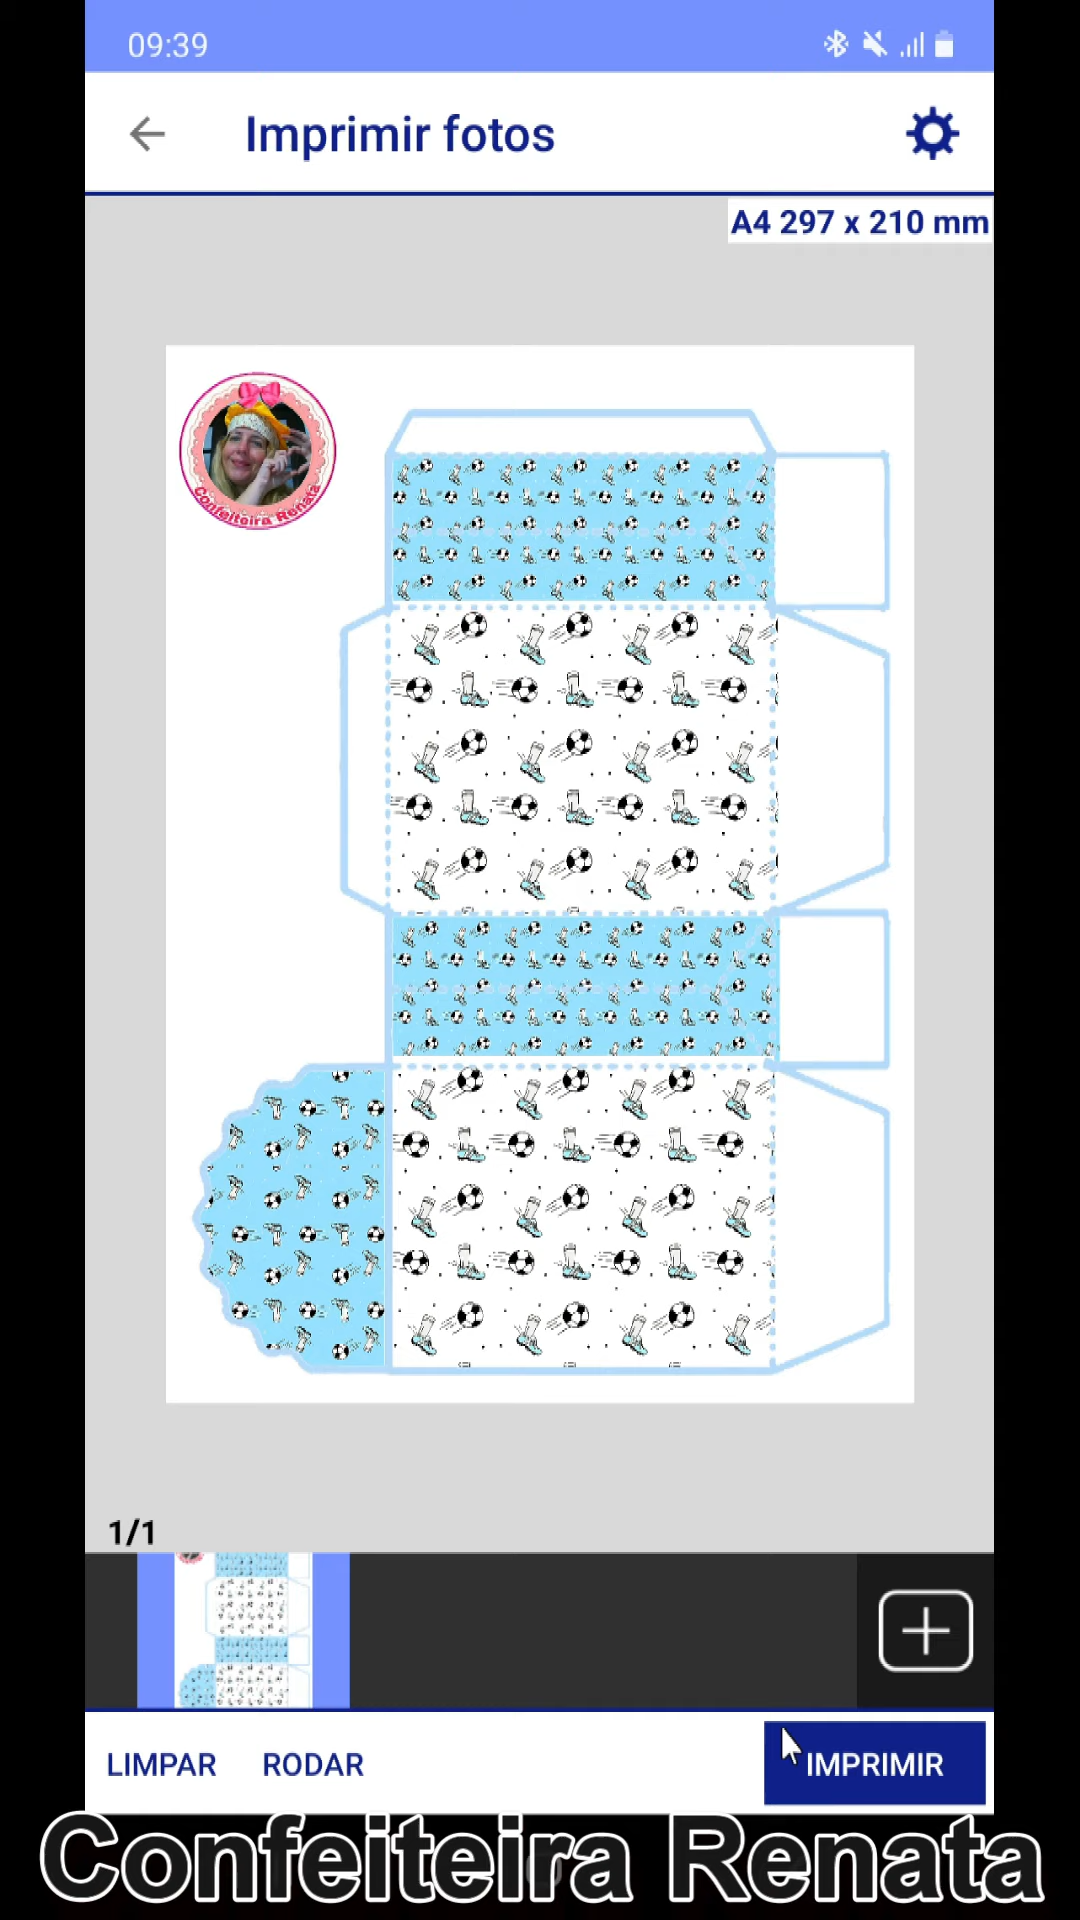 09:39
Imprimir fotos
A4 297 x 210 mm
Confeiteira Renata
1/1
LIMPAR RODAR IMPRIMIR
Confeiteira Renata